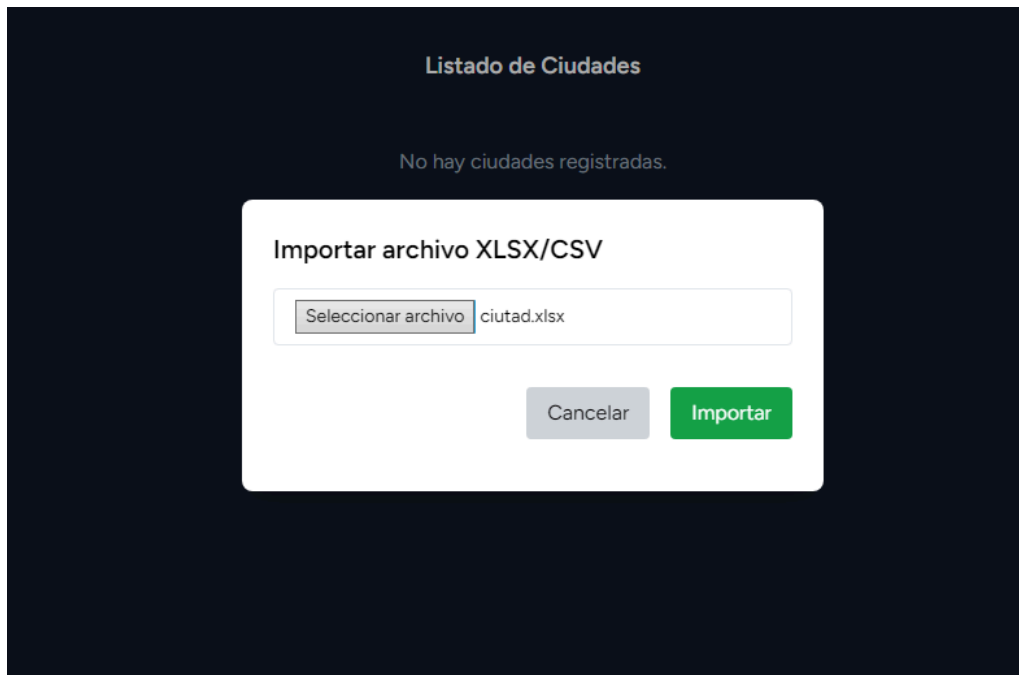 Listado de Ciudades
No hay ciudades registradas.
Importar archivo XLSX/CSV
Seleccionar archivo ciutad.xlsx
Cancelar Importar